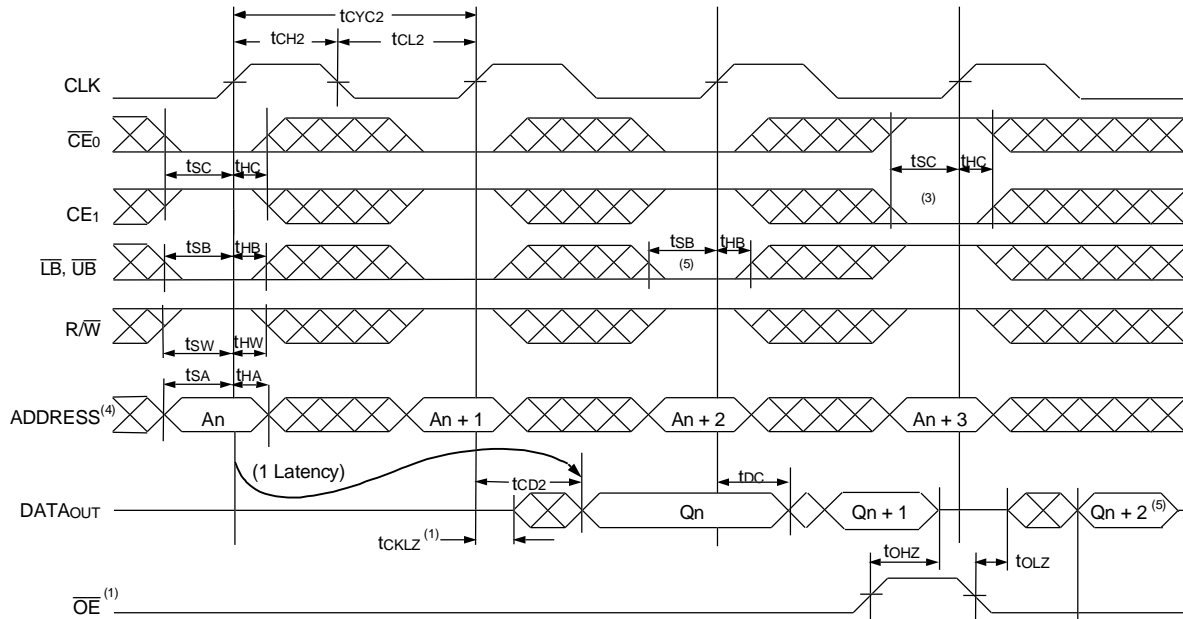 tCYC2
tCH2 tCL2
CLK
CE0
tSC tHC tSC tHC
(3)
CE1
tSB tHB tSB tHB
(5)
LB, UB
R/W
tSW tHW
tSA tHA
ADDRESS(4) An An + 1 An + 2 An + 3
(1 Latency) tCD2 tDC
DATAOUT Qn Qn + 1 Qn + 2 (5)
tCKLZ (1) tOHZ tOLZ
OE (1)